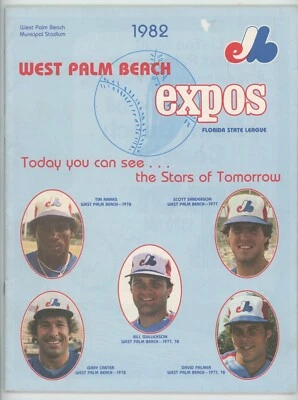 West Palm Beach
Municipal Stadium
1982
WEST PALM BEACH
expos
FLORIDA STATE LEAGUE
Today you can see . . .
the Stars of Tomorrow
TIM RAINES
WEST PALM BEACH—1978
SCOTT SANDERSON
WEST PALM BEACH—1977
BILL GULLICKSON
WEST PALM BEACH—1977, 78
GARY CARTER
WEST PALM BEACH—1972
DAVID PALMER
WEST PALM BEACH—1977, 78